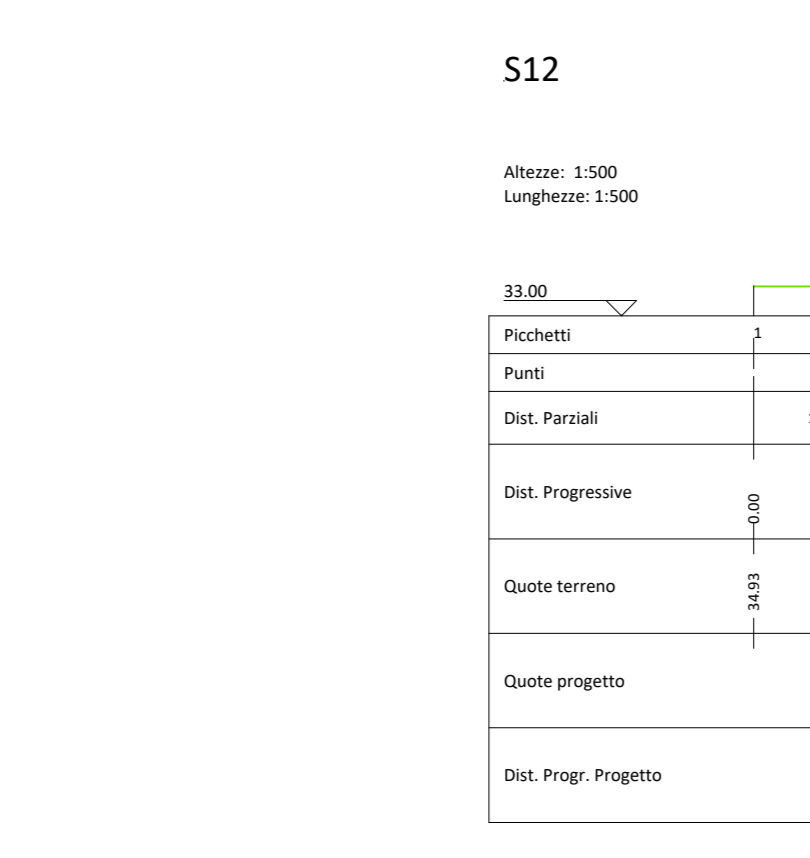 S12
Altezze: 1:500
Lunghezze: 1:500
33.00
Picchetti 1
Punti
Dist. Parziali
Dist. Progressive 0.00
Quote terreno 34.93
Quote progetto
Dist. Progr. Progetto